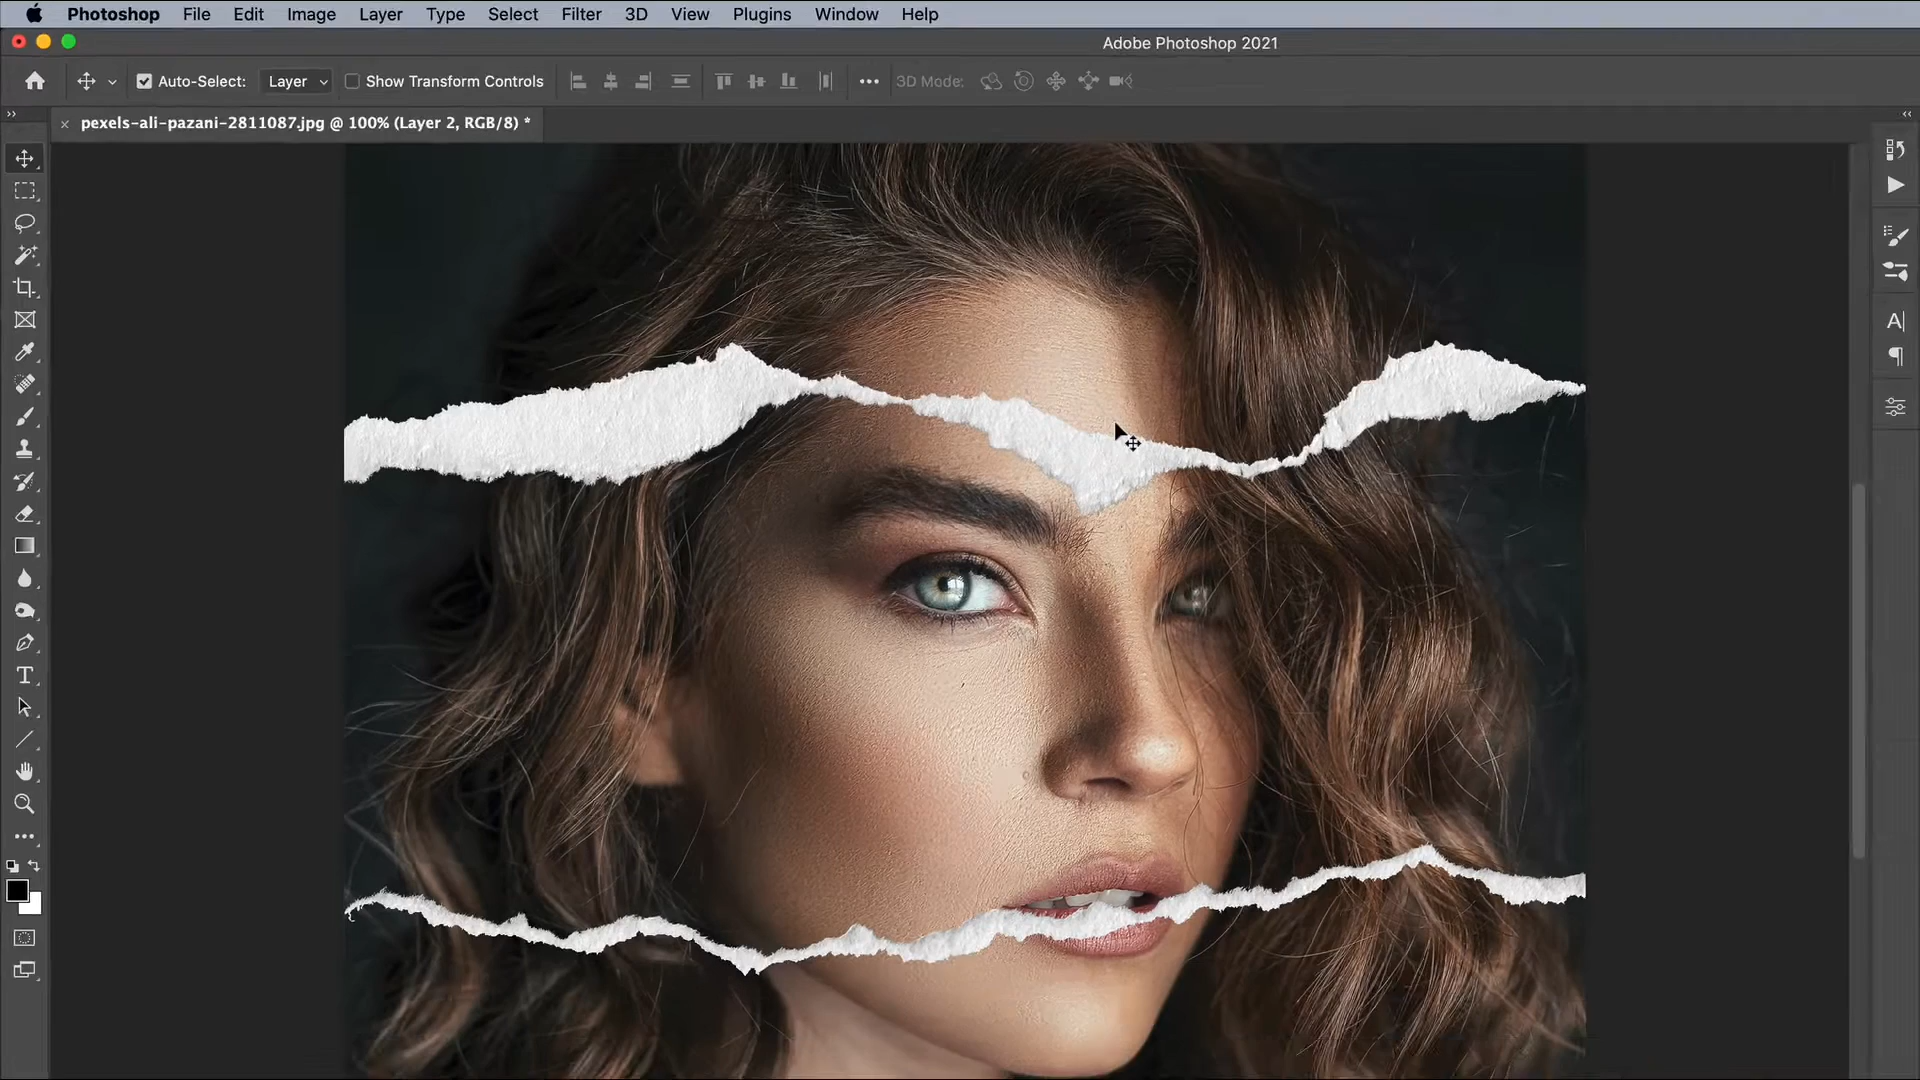 Photoshop File Edit Image Layer Type Select Filter 3D View Plugins Window Help
Adobe Photoshop 2021
Auto-Select: Layer Show Transform Controls ••• 3D Mode:
× pexels-ali-pazani-2811087.jpg @ 100% (Layer 2, RGB/8) *